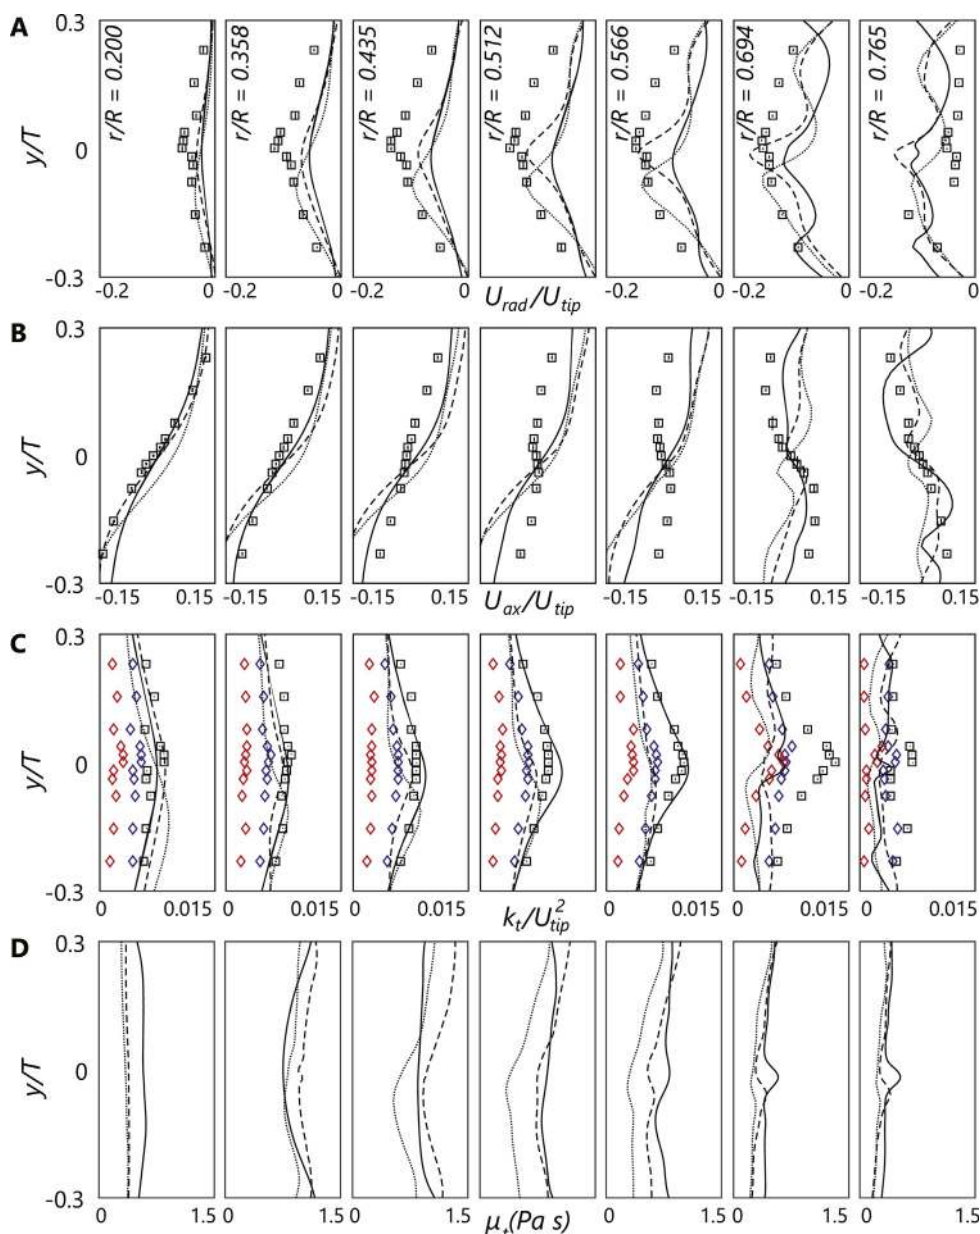 A
0.3
y/T
0
-0.3
r/R = 0.200
r/R = 0.358
r/R = 0.435
r/R = 0.512
r/R = 0.566
r/R = 0.694
r/R = 0.765
-0.2 0 -0.2 0 -0.2 0 -0.2 0 -0.2 0 -0.2 0 -0.2 0
U_rad/U_tip
B
0.3
y/T
0
-0.3
-0.15 0.15 -0.15 0.15 -0.15 0.15 -0.15 0.15 -0.15 0.15 -0.15 0.15 -0.15 0.15
U_ax/U_tip
C
0.3
y/T
0
-0.3
0 0.015 0 0.015 0 0.015 0 0.015 0 0.015 0 0.015 0 0.015
k_t/U²_tip
D
0.3
y/T
0
-0.3
0 1.5 0 1.5 0 1.5 0 1.5 0 1.5 0 1.5 0 1.5
μ_t(Pa s)